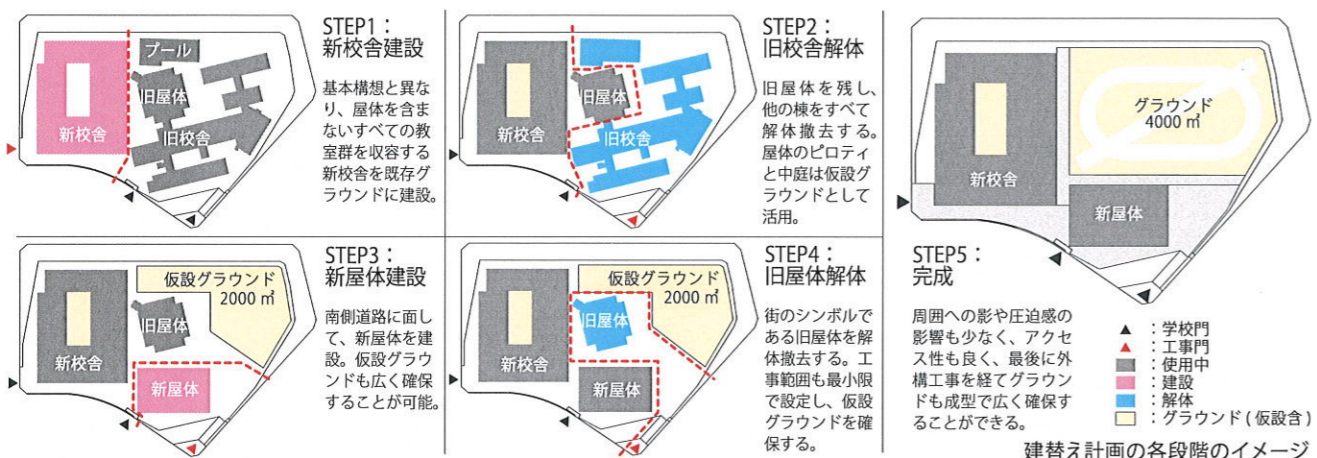 STEP1：
新校舎建設
プール
旧屋体
旧校舎
新校舎
基本構想と異な
り、屋体を含ま
ないすべての教
室群を収容する
新校舎を既存グ
ラウンドに建設。
STEP2：
旧校舎解体
旧屋体
旧校舎
新校舎
旧屋体を残し、
他の棟をすべて
解体撤去する。
屋体のピロティ
と中庭は仮設グ
ラウンドとして
活用。
STEP3：
新屋体建設
仮設グラウンド
2000 ㎡
旧屋体
新校舎
新屋体
南側道路に面し
て、新屋体を建
設。仮設グラウ
ンドも広く確保
することが可能。
STEP4：
旧屋体解体
仮設グラウンド
2000 ㎡
旧屋体
新校舎
新屋体
街のシンボルで
ある旧屋体を解
体撤去する。工
事範囲も最小限
で設定し、仮設
グラウンドを確
保する。
グラウンド
4000 ㎡
新校舎
新屋体
STEP5：
完成
周囲への影や圧迫感の
影響も少なく、アクセ
ス性も良く、最後に外
構工事を経てグラウン
ドも成型で広く確保す
ることができる。
▲：学校門
▲：工事門
：使用中
：建設
：解体
：グラウンド ( 仮設含 )
建替え計画の各段階のイメージ